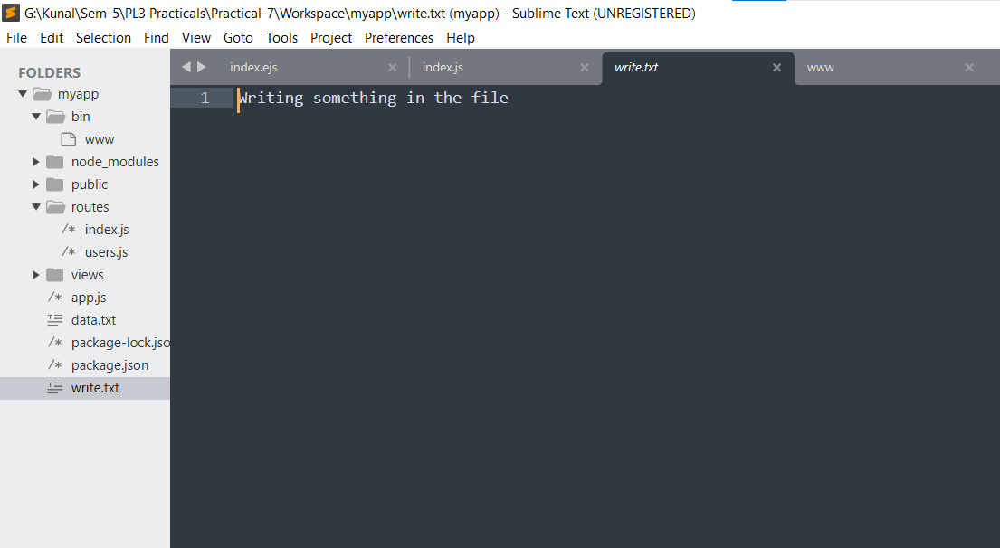 G:\Kunal\Sem-5\PL3 Practicals\Practical-7\Workspace\myapp\write.txt (myapp) - Sublime Text (UNREGISTERED)
File Edit Selection Find View Goto Tools Project Preferences Help
FOLDERS
myapp
bin
www
node_modules
public
routes
/* index.js
/* users.js
views
/* app.js
data.txt
/* package-lock.jso
/* package.json
write.txt
index.ejs × index.js × write.txt × www ×
1 Writing something in the file